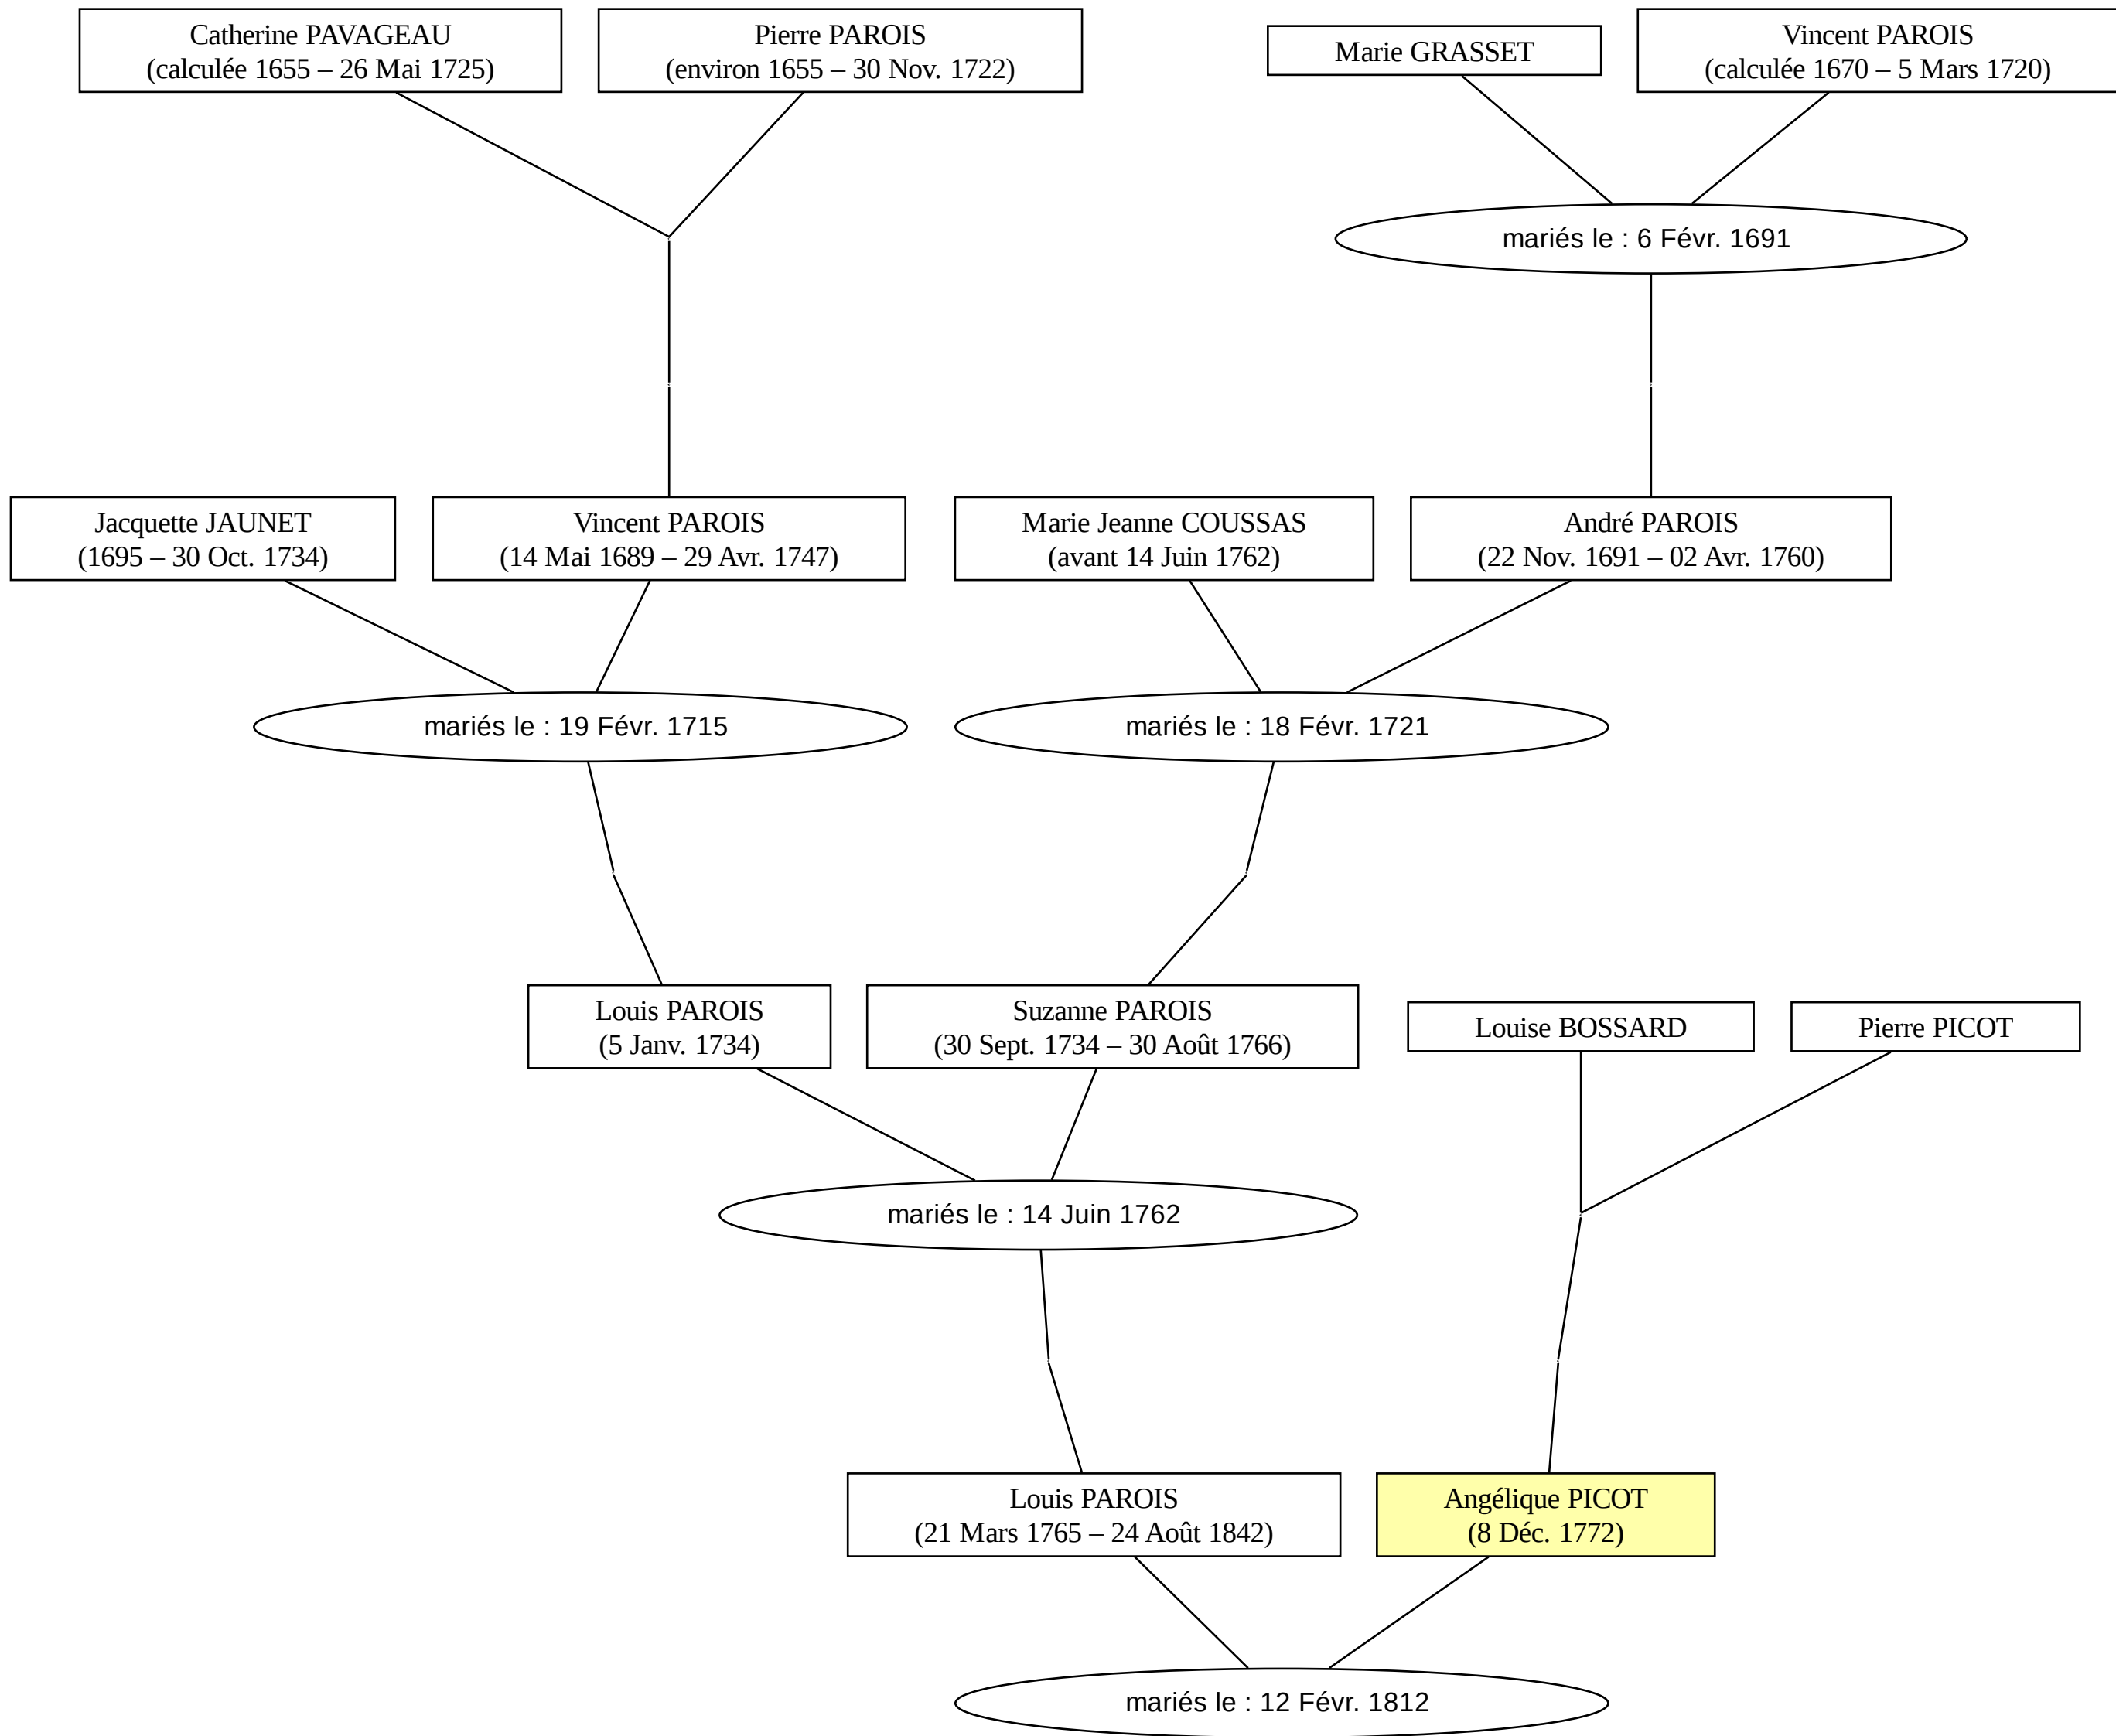 Catherine PAVAGEAU
(calculée 1655 – 26 Mai 1725)
Pierre PAROIS
(environ 1655 – 30 Nov. 1722)
Marie GRASSET
Vincent PAROIS
(calculée 1670 – 5 Mars 1720)
mariés le : 6 Févr. 1691
Jacquette JAUNET
(1695 – 30 Oct. 1734)
Vincent PAROIS
(14 Mai 1689 – 29 Avr. 1747)
Marie Jeanne COUSSAS
(avant 14 Juin 1762)
André PAROIS
(22 Nov. 1691 – 02 Avr. 1760)
mariés le : 19 Févr. 1715
mariés le : 18 Févr. 1721
Louis PAROIS
(5 Janv. 1734)
Suzanne PAROIS
(30 Sept. 1734 – 30 Août 1766)
Louise BOSSARD
Pierre PICOT
mariés le : 14 Juin 1762
Louis PAROIS
(21 Mars 1765 – 24 Août 1842)
Angélique PICOT
(8 Déc. 1772)
mariés le : 12 Févr. 1812